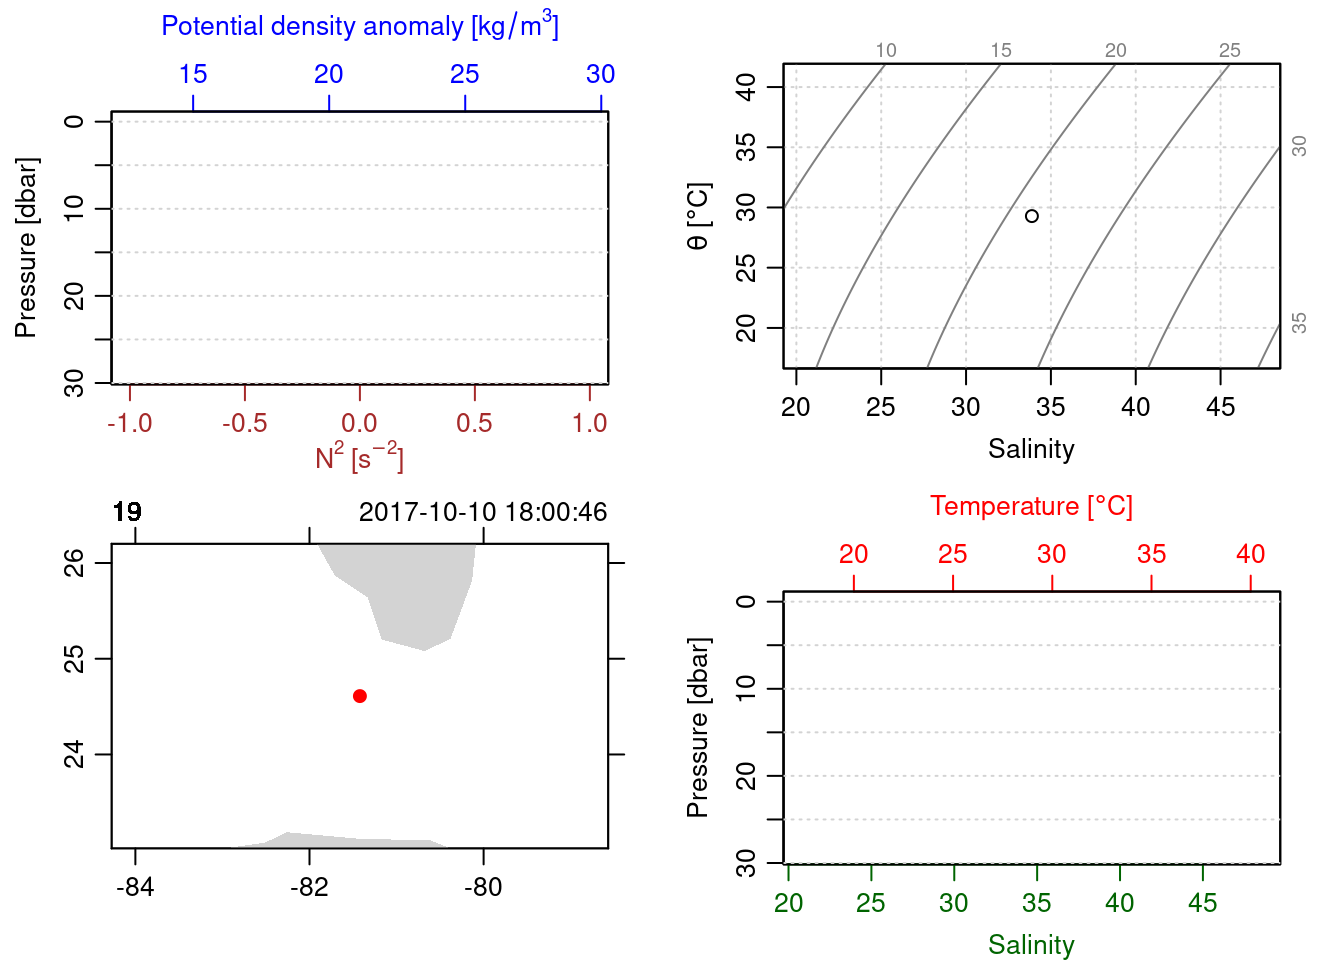 Potential density anomaly [kg/m³]
15 20 25 30
0
10
20
30
Pressure [dbar]
-1.0 -0.5 0.0 0.5 1.0
N² [s⁻²]
10 15 20 25
30
35
40
35
30
25
20
θ [°C]
20 25 30 35 40 45
Salinity
19 2017-10-10 18:00:46
26
25
24
-84 -82 -80
Temperature [°C]
20 25 30 35 40
0
10
20
30
Pressure [dbar]
20 25 30 35 40 45
Salinity